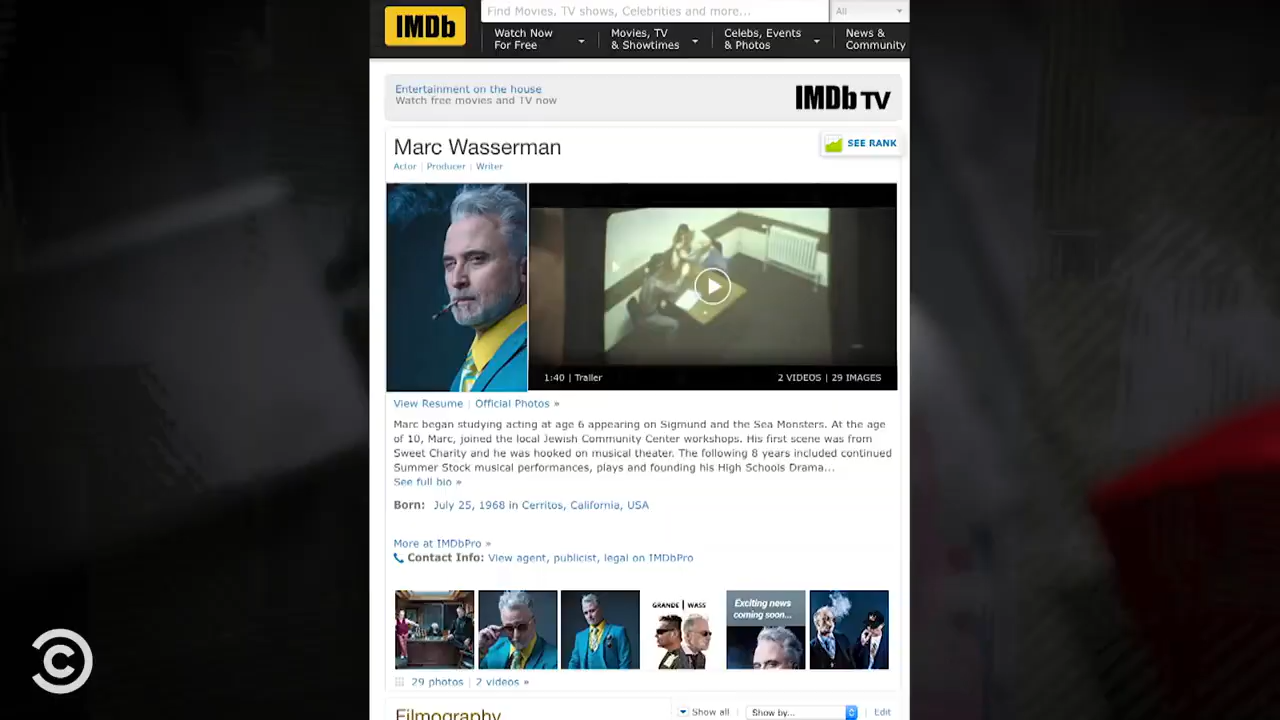 IMDb
Find Movies, TV shows, Celebrities and more...
All
Watch Now
For Free
Movies, TV
& Showtimes
Celebs, Events
& Photos
News &
Community
Entertainment on the house
Watch free movies and TV now
IMDb TV
Marc Wasserman
SEE RANK
Actor | Producer | Writer
1:40 | Trailer
2 VIDEOS | 29 IMAGES
View Resume | Official Photos »
Marc began studying acting at age 6 appearing on Sigmund and the Sea Monsters. At the age
of 10, Marc, joined the local Jewish Community Center workshops. His first scene was from
Sweet Charity and he was hooked on musical theater. The following 8 years included continued
Summer Stock musical performances, plays and founding his High Schools Drama...
See full bio »
Born: July 25, 1968 in Cerritos, California, USA
More at IMDbPro »
Contact Info: View agent, publicist, legal on IMDbPro
GRANDE | WASS
Exciting news
coming soon...
29 photos | 2 videos »
Filmography
Show all
Show by...
Edit